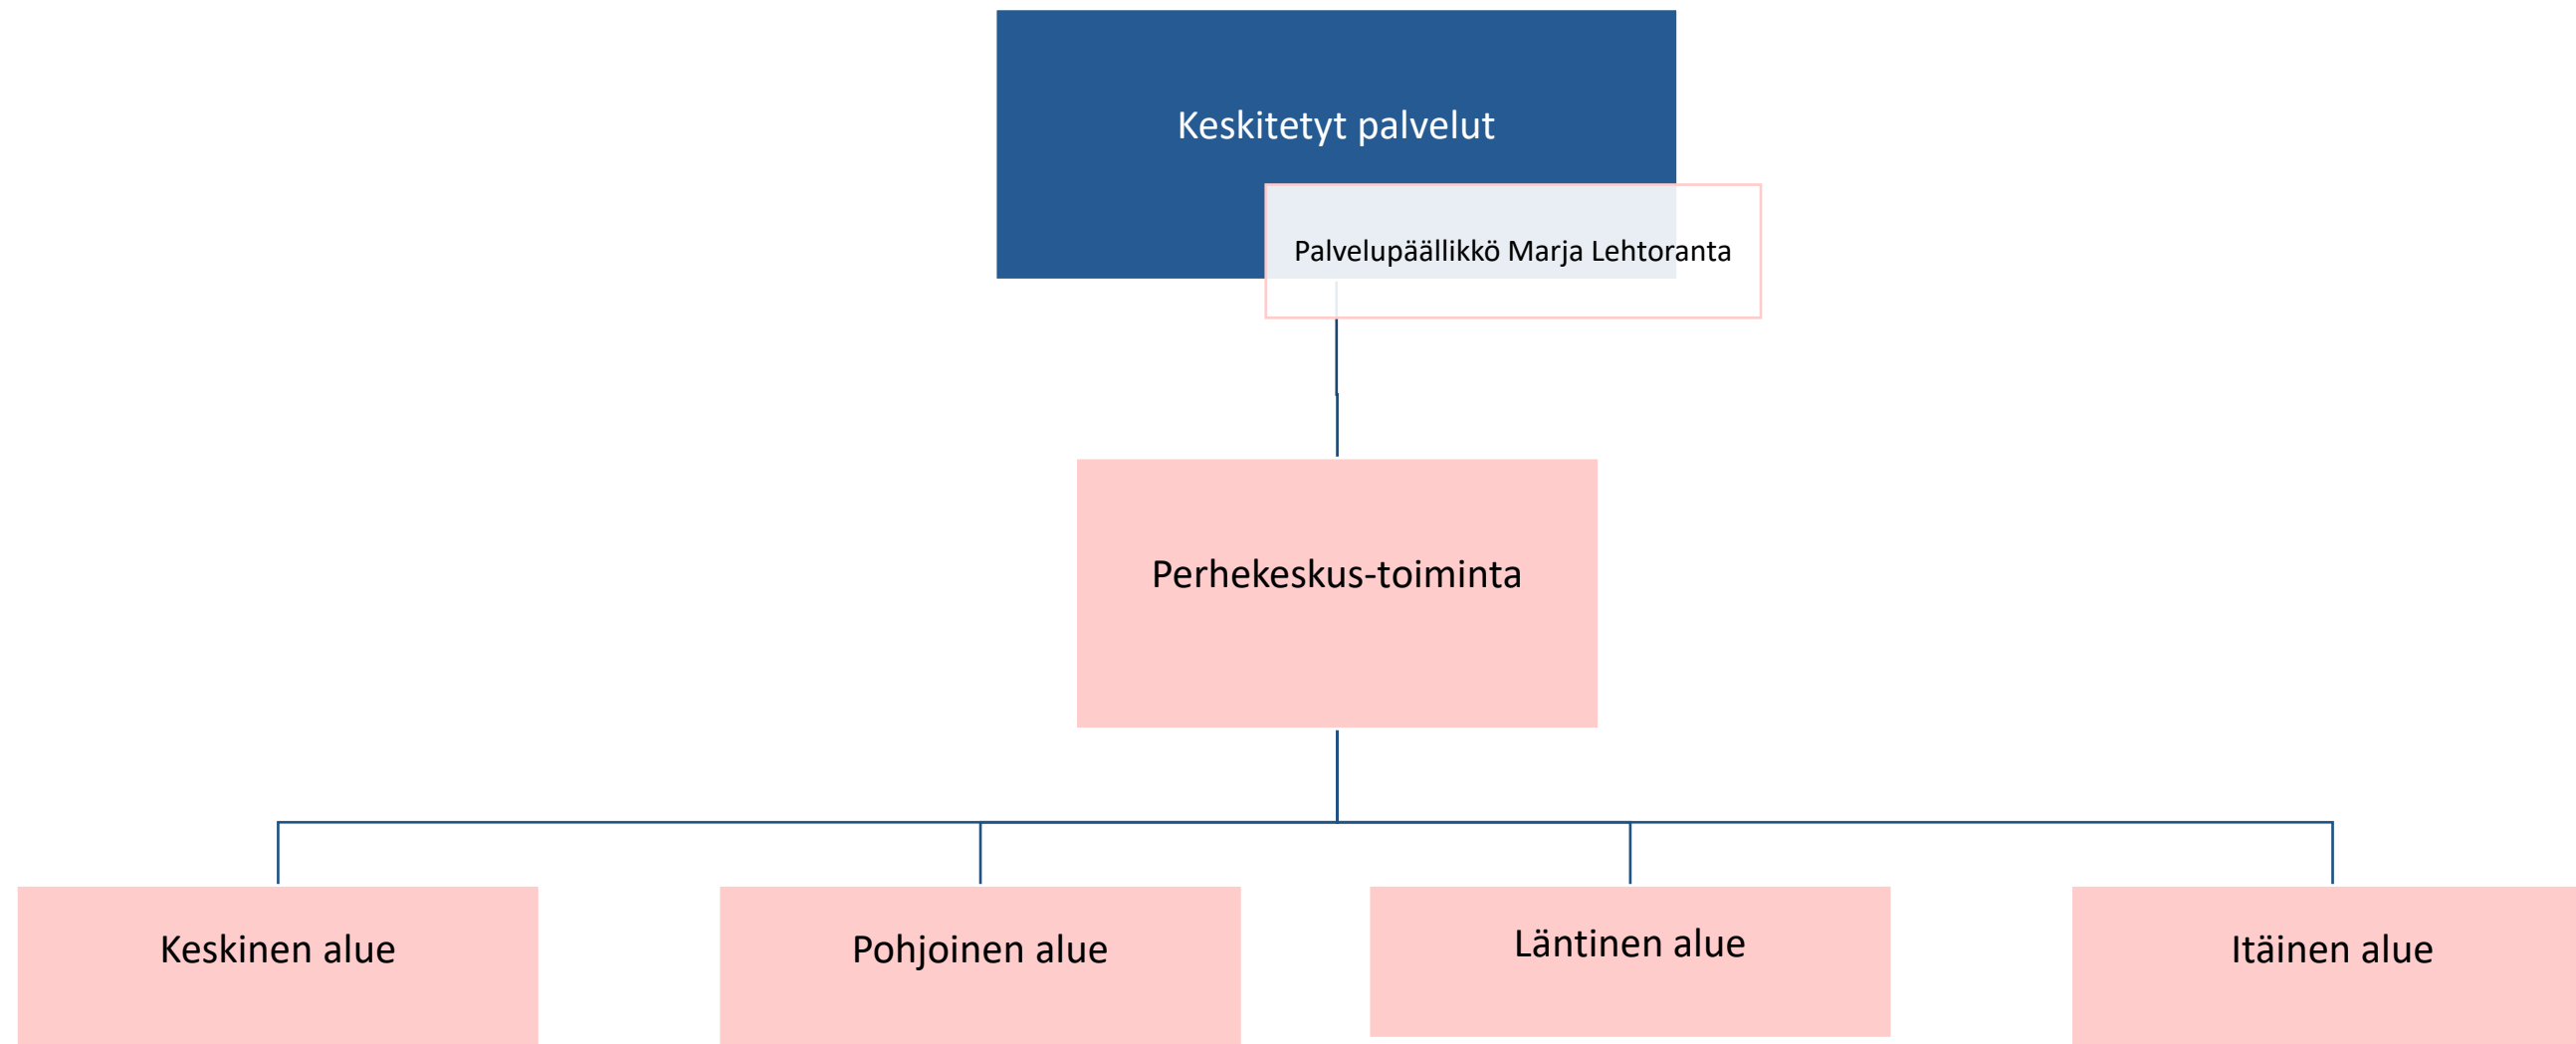 Keskitetyt palvelut
Palvelupäällikkö Marja Lehtoranta
Perhekeskus-toiminta
Keskinen alue
Pohjoinen alue
Läntinen alue
Itäinen alue